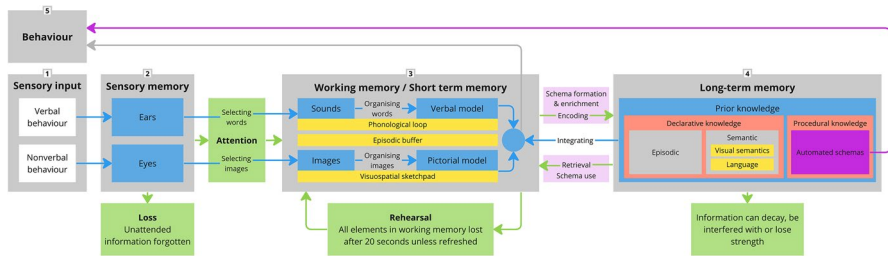 5
Behaviour
1
Sensory input
Verbal
behaviour
Nonverbal
behaviour
2
Sensory memory
Ears
Eyes
Loss
Unattended
information forgotten
Selecting
words
Attention
Selecting
images
3
Working memory / Short term memory
Sounds
Organising
words
Verbal model
Phonological loop
Episodic buffer
Images
Organising
images
Pictorial model
Visuospatial sketchpad
Rehearsal
All elements in working memory lost
after 20 seconds unless refreshed
Schema formation
& enrichment
Encoding
Integrating
Retrieval
Schema use
4
Long-term memory
Prior knowledge
Declarative knowledge
Episodic
Semantic
Visual semantics
Language
Procedural knowledge
Automated schemas
Information can decay, be
interfered with or lose
strength